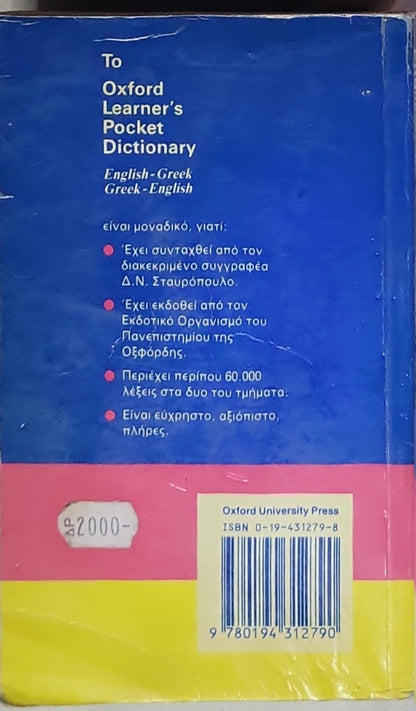 Το
Oxford
Learner's
Pocket
Dictionary
English-Greek
Greek-English
είναι μοναδικό, γιατί:
Έχει συνταχθεί από τον
διακεκριμένο συγγραφέα
Δ.Ν. Σταυρόπουλο.
Έχει εκδοθεί από τον
Εκδοτικό Οργανισμό του
Πανεπιστημίου της
Οξφόρδης.
Περιέχει περίπου 60.000
λέξεις στα δυο του τμήματα.
Είναι εύχρηστο, αξιόπιστο,
πλήρες.
ΔΡ 2000-
Oxford University Press
ISBN 0-19-431279-8
9 780194 312790